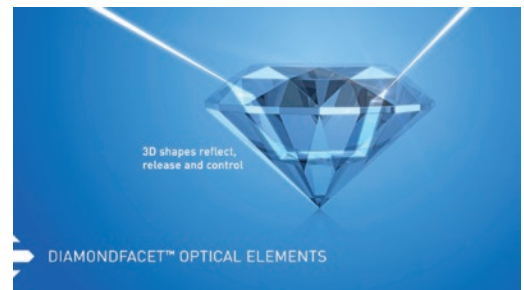 3D shapes reflect,
release and control
DIAMONDFACET™ OPTICAL ELEMENTS